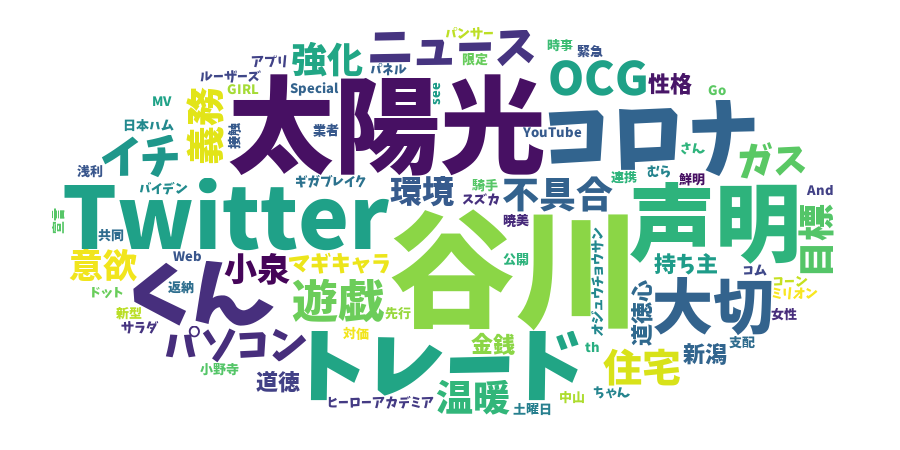 パンサー
ニュース
時事
緊急
限定
強化
アプリ
パネル
ルーザーズ
OCG
性格
GIRL
Special
see
Go
太陽光
義務
MV
コロナ
日本ハム
接触
業者
YouTube
イチ
さん
ガス
浅利
むら
連携
鮮明
バイデン
ギガブレイク
環境
騎手
不具合
And
Twitter
スズカ
声明
宣言
暁美
谷川
目標
共同
オジュウチョウサン
意欲
Web
小泉
マギキャラ
公開
持ち主
コム
くん
返納
コーン
ドット
遊戯
道徳心
大切
ミリオン
新型
先行
女性
サラダ
パソコン
トレード
対価
金銭
th
新潟
支配
小野寺
住宅
道徳
温暖
ちゃん
ヒーローアカデミア
土曜日
中山